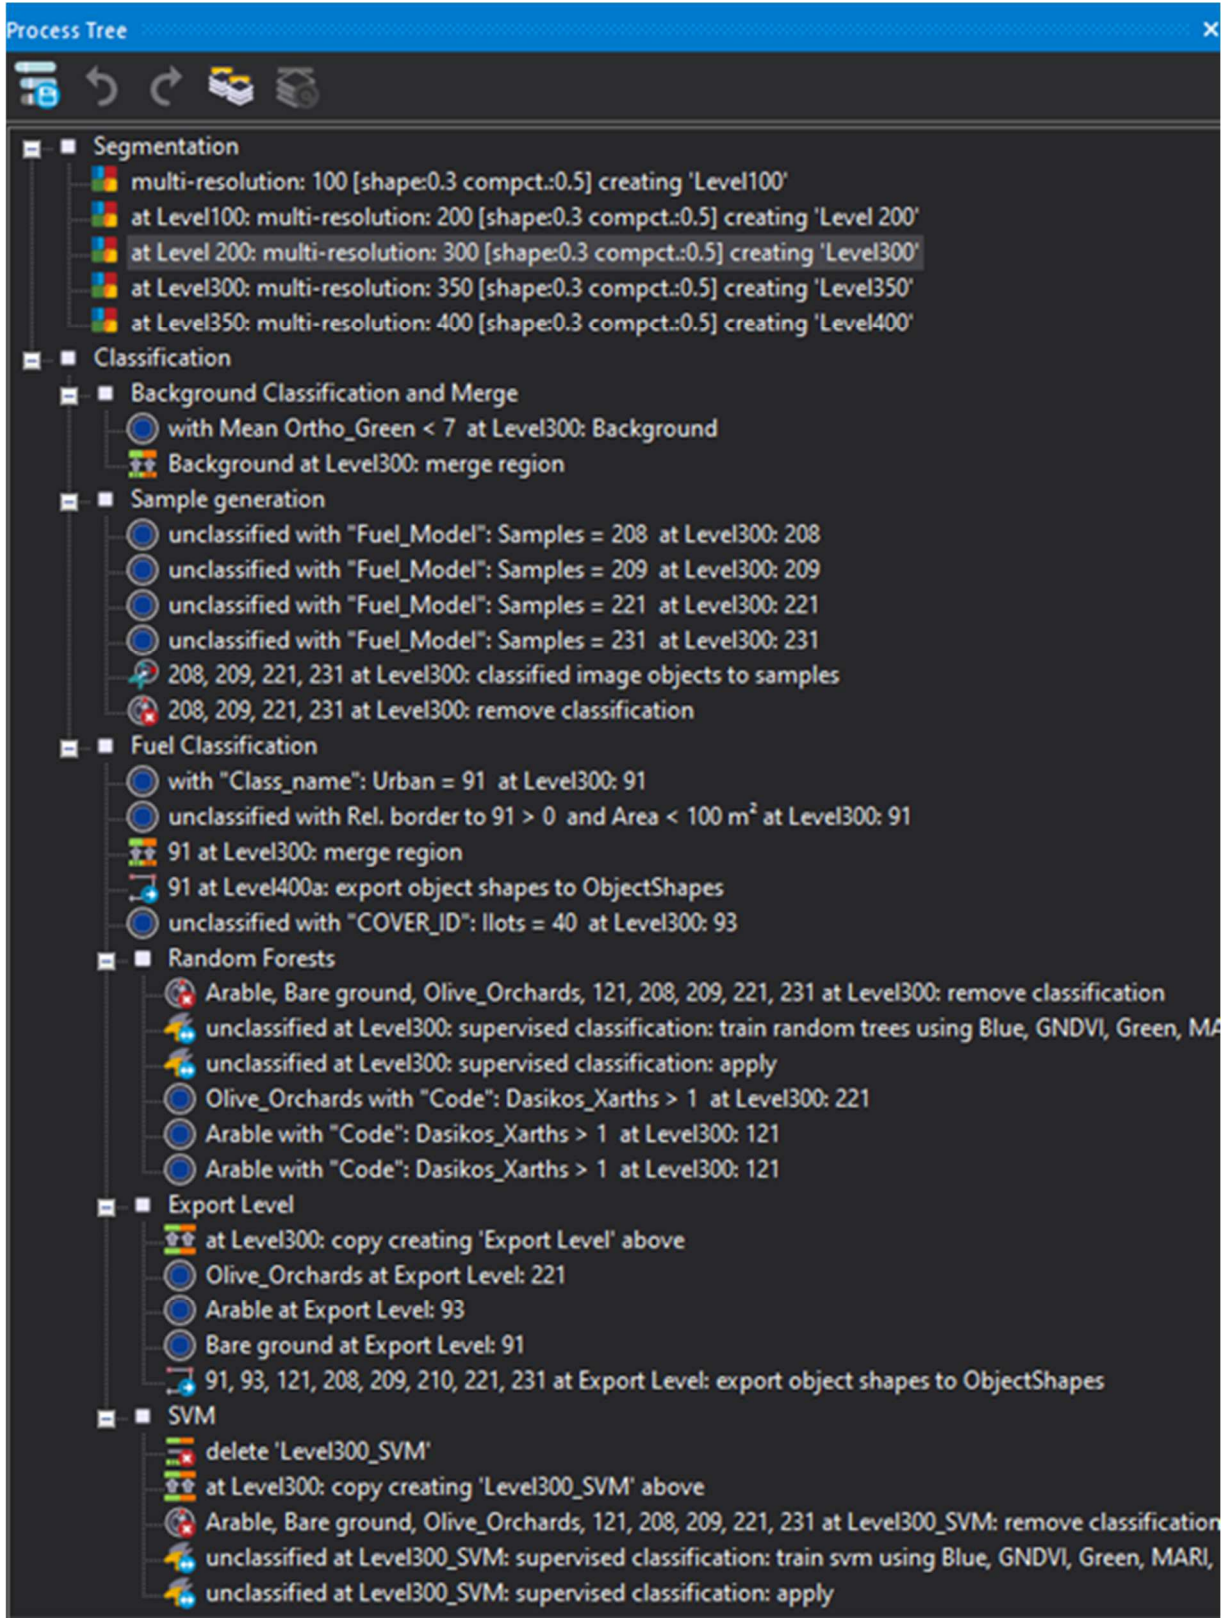 Process Tree
Segmentation
multi-resolution: 100 [shape:0.3 compct.:0.5] creating 'Level100'
at Level100: multi-resolution: 200 [shape:0.3 compct.:0.5] creating 'Level 200'
at Level 200: multi-resolution: 300 [shape:0.3 compct.:0.5] creating 'Level300'
at Level300: multi-resolution: 350 [shape:0.3 compct.:0.5] creating 'Level350'
at Level350: multi-resolution: 400 [shape:0.3 compct.:0.5] creating 'Level400'
Classification
Background Classification and Merge
with Mean Ortho_Green < 7 at Level300: Background
Background at Level300: merge region
Sample generation
unclassified with "Fuel_Model": Samples = 208 at Level300: 208
unclassified with "Fuel_Model": Samples = 209 at Level300: 209
unclassified with "Fuel_Model": Samples = 221 at Level300: 221
unclassified with "Fuel_Model": Samples = 231 at Level300: 231
208, 209, 221, 231 at Level300: classified image objects to samples
208, 209, 221, 231 at Level300: remove classification
Fuel Classification
with "Class_name": Urban = 91 at Level300: 91
unclassified with Rel. border to 91 > 0 and Area < 100 m² at Level300: 91
91 at Level300: merge region
91 at Level400a: export object shapes to ObjectShapes
unclassified with "COVER_ID": Ilots = 40 at Level300: 93
Random Forests
Arable, Bare ground, Olive_Orchards, 121, 208, 209, 221, 231 at Level300: remove classification
unclassified at Level300: supervised classification: train random trees using Blue, GNDVI, Green, MA
unclassified at Level300: supervised classification: apply
Olive_Orchards with "Code": Dasikos_Xarths > 1 at Level300: 221
Arable with "Code": Dasikos_Xarths > 1 at Level300: 121
Arable with "Code": Dasikos_Xarths > 1 at Level300: 121
Export Level
at Level300: copy creating 'Export Level' above
Olive_Orchards at Export Level: 221
Arable at Export Level: 93
Bare ground at Export Level: 91
91, 93, 121, 208, 209, 210, 221, 231 at Export Level: export object shapes to ObjectShapes
SVM
delete 'Level300_SVM'
at Level300: copy creating 'Level300_SVM' above
Arable, Bare ground, Olive_Orchards, 121, 208, 209, 221, 231 at Level300_SVM: remove classification
unclassified at Level300_SVM: supervised classification: train svm using Blue, GNDVI, Green, MARI,
unclassified at Level300_SVM: supervised classification: apply